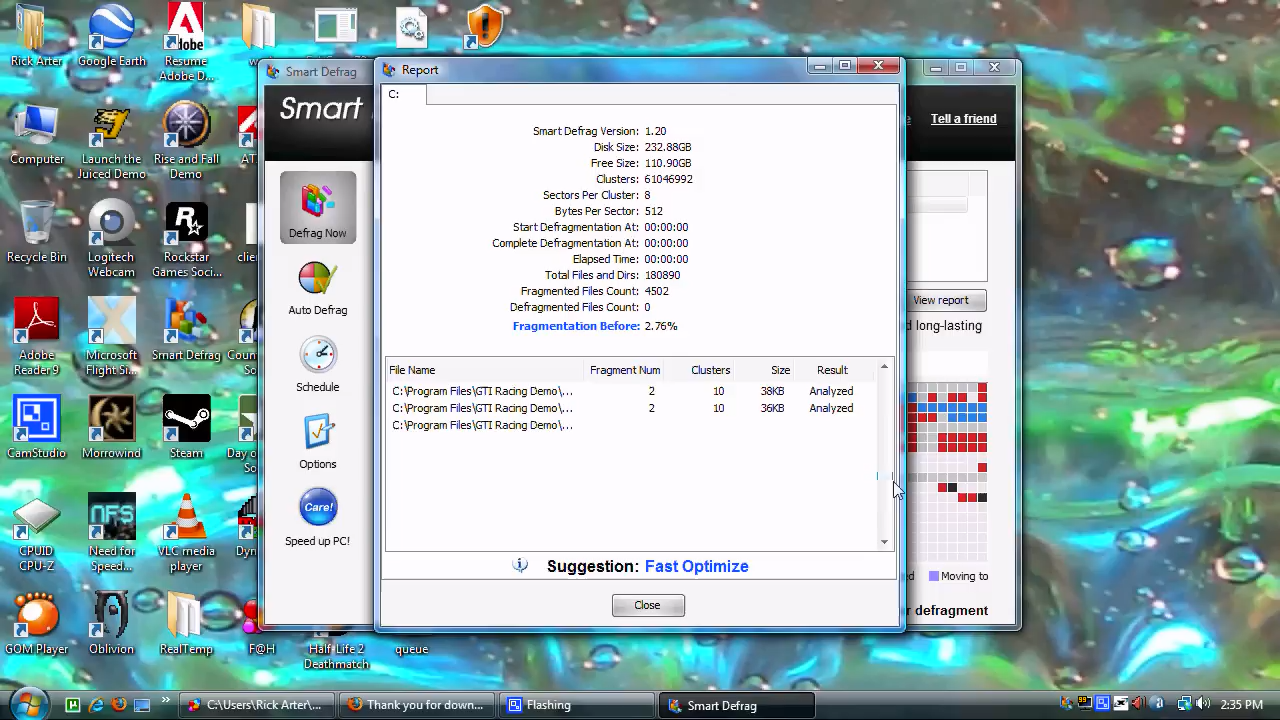 Rick Arter
Google Earth
Resume
Adobe D...
Computer
Launch the
Juiced Demo
Rise and Fall
Demo
Recycle Bin
Logitech
Webcam
Rockstar
Games Soci...
Adobe
Reader 9
Microsoft
Flight Si...
Smart Defrag
CamStudio
Morrowind
Steam
CPUID
CPU-Z
Need for
Speed...
VLC media
player
GOM Player
Oblivion
RealTemp
F@H
Half-Life 2
Deathmatch
queue
Smart Defrag
Smart
Tell a friend
Defrag Now
Auto Defrag
Schedule
Options
Care!
Speed up PC!
View report
d long-lasting
Moving to
r defragment
Report
C:
Smart Defrag Version: 1.20
Disk Size: 232.88GB
Free Size: 110.90GB
Clusters: 61046992
Sectors Per Cluster: 8
Bytes Per Sector: 512
Start Defragmentation At: 00:00:00
Complete Defragmentation At: 00:00:00
Elapsed Time: 00:00:00
Total Files and Dirs: 180890
Fragmented Files Count: 4502
Defragmented Files Count: 0
Fragmentation Before: 2.76%
File Name Fragment Num Clusters Size Result
C:\Program Files\GTI Racing Demo\... 2 10 38KB Analyzed
C:\Program Files\GTI Racing Demo\... 2 10 36KB Analyzed
C:\Program Files\GTI Racing Demo\...
Suggestion: Fast Optimize
Close
C:\Users\Rick Arter\...
Thank you for down...
Flashing
Smart Defrag
2:35 PM